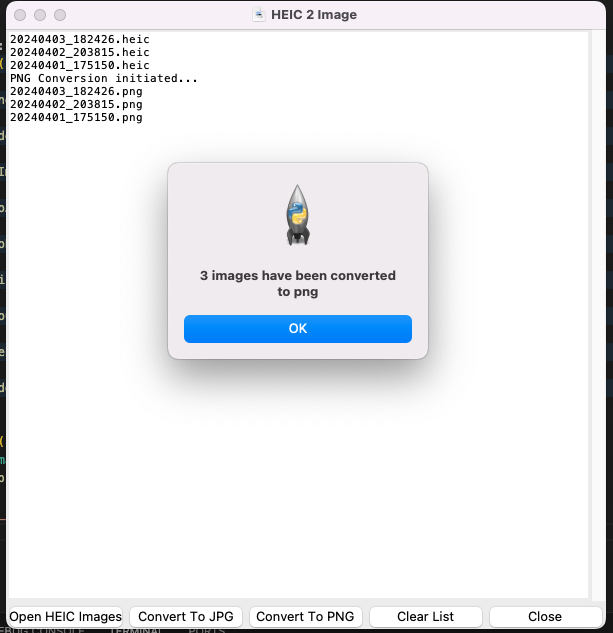 HEIC 2 Image
20240403_182426.heic
20240402_203815.heic
20240401_175150.heic
PNG Conversion initiated...
20240403_182426.png
20240402_203815.png
20240401_175150.png
3 images have been converted
to png
OK
Open HEIC Images
Convert To JPG
Convert To PNG
Clear List
Close
TERMINAL
PORTS